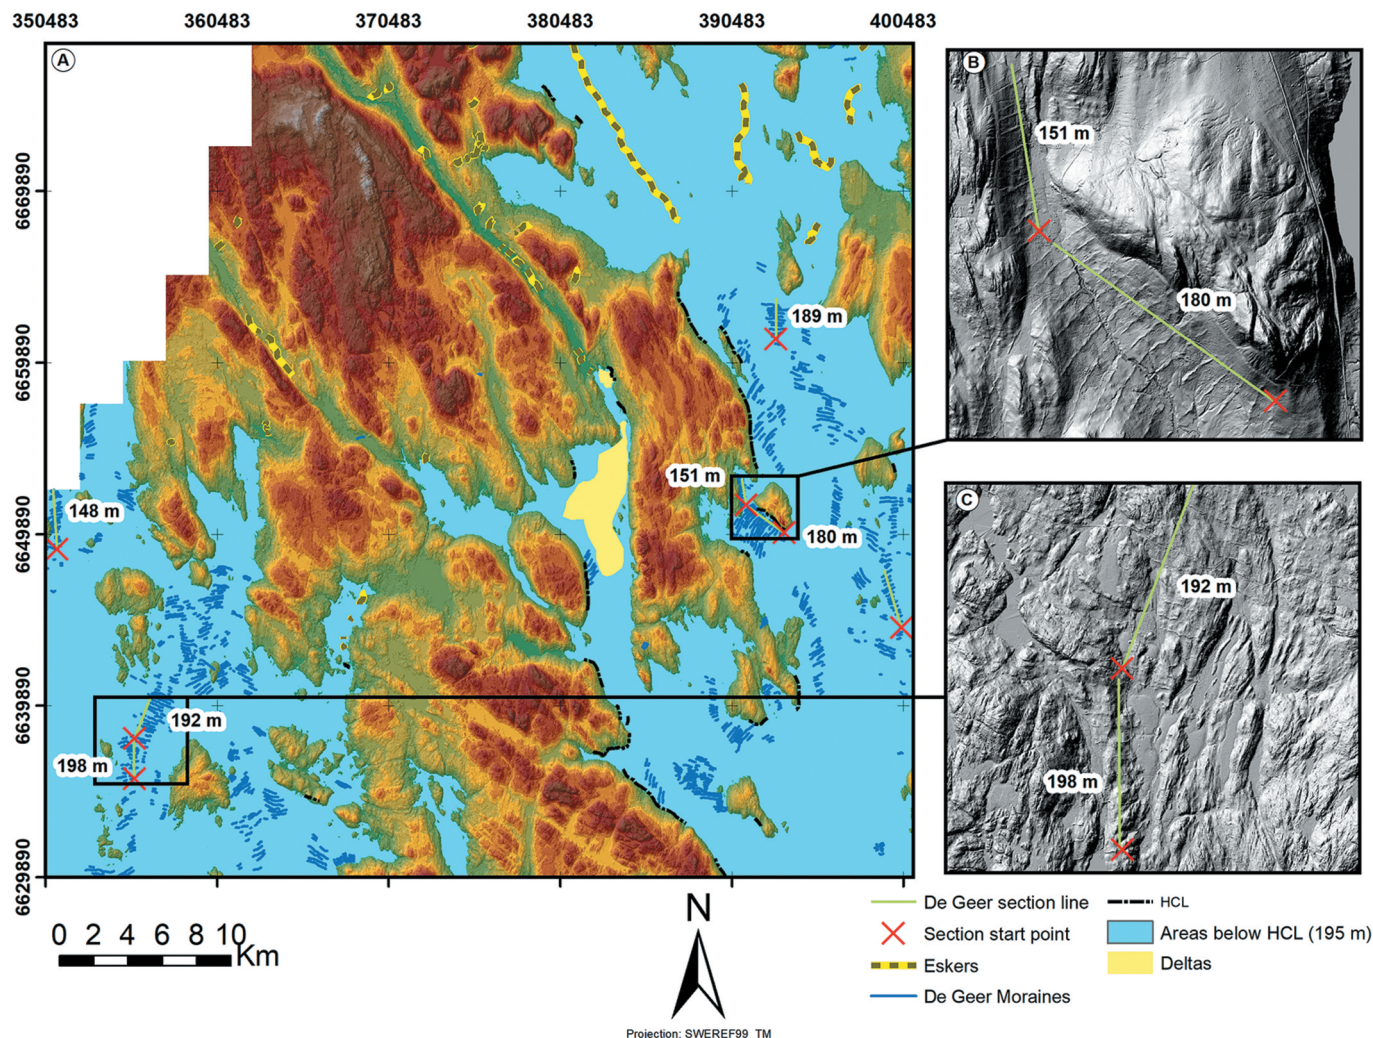 350483 360483 370483 380483 390483 400483
A
6669890
6659890
6649890
6639890
6629890
189 m
151 m
180 m
148 m
192 m
198 m
B
151 m
180 m
C
192 m
198 m
0 2 4 6 8 10 Km
N
Projection: SWEREF99_TM
De Geer section line
Section start point
Eskers
De Geer Moraines
HCL
Areas below HCL (195 m)
Deltas